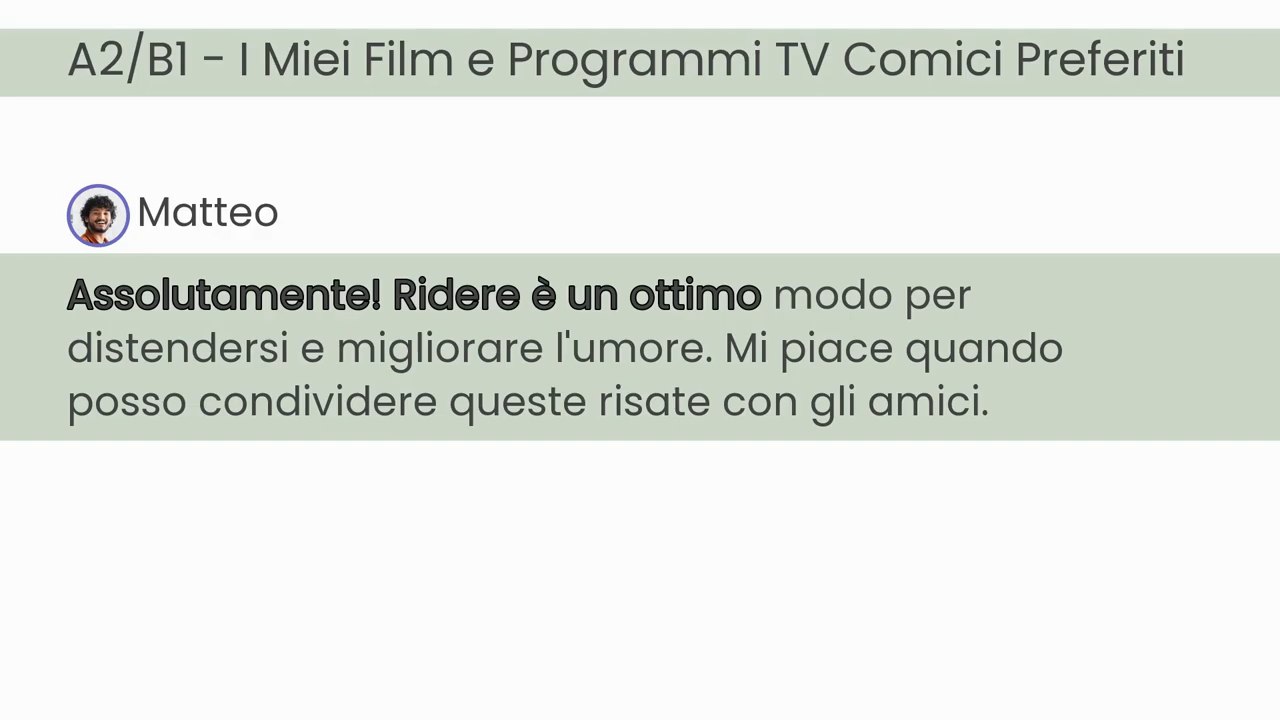 A2/B1 - I Miei Film e Programmi TV Comici Preferiti
Matteo
Assolutamente! Ridere è un ottimo modo per
distendersi e migliorare l'umore. Mi piace quando
posso condividere queste risate con gli amici.